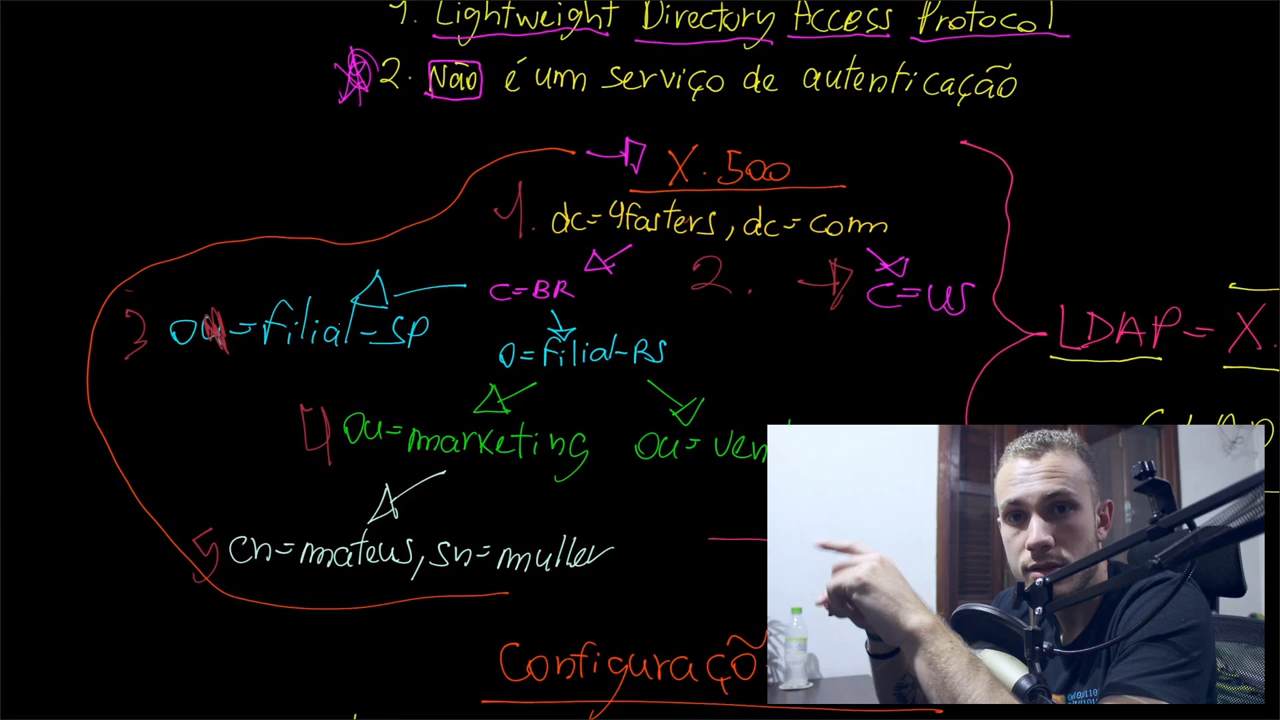 1. Lightweight Directory Access Protocol
2. Não é um serviço de autenticação
X.500
1. dc=4fasters, dc=com
2.
c=BR
c=US
3 o = filial-SP
o=filial-RS
LDAP = X.
4 ou=marketing ou=ven
5 cn=mateus, sn=muller
Configuraçõ